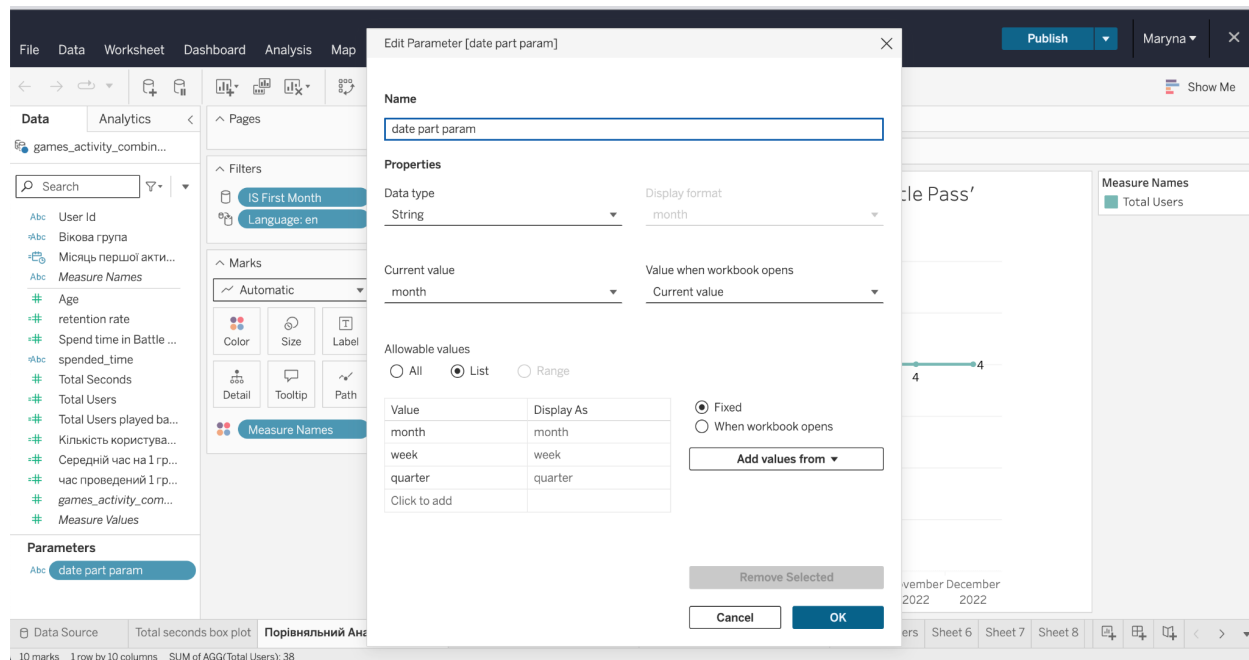 File Data Worksheet Dashboard Analysis Map
Publish
Maryna
Show Me
Data Analytics
games_activity_combin...
Search
Abc User Id
Abc Вікова група
Місяць першої акти...
Abc Measure Names
Age
retention rate
Spend time in Battle ...
Abc spended_time
Total Seconds
Total Users
Total Users played ba...
Кількість користува...
Середній час на 1 гр...
час проведений 1 гр...
games_activity_com...
Measure Values
Parameters
Abc date part param
Pages
Filters
IS First Month
Language: en
Marks
Automatic
Color Size Label
Detail Tooltip Path
Measure Names
Edit Parameter [date part param]
Name
date part param
Properties
Data type Display format
String month
Current value Value when workbook opens
month Current value
Allowable values
All List Range
Value Display As
month month
week week
quarter quarter
Click to add
Fixed
When workbook opens
Add values from
Remove Selected
Cancel OK
Pass’
4
4
December
2022 2022
Measure Names
Total Users
Data Source Total seconds box plot Порівняльний Ана
Sheet 6 Sheet 7 Sheet 8
10 marks 1 row by 10 columns SUM of AGG(Total Users): 38